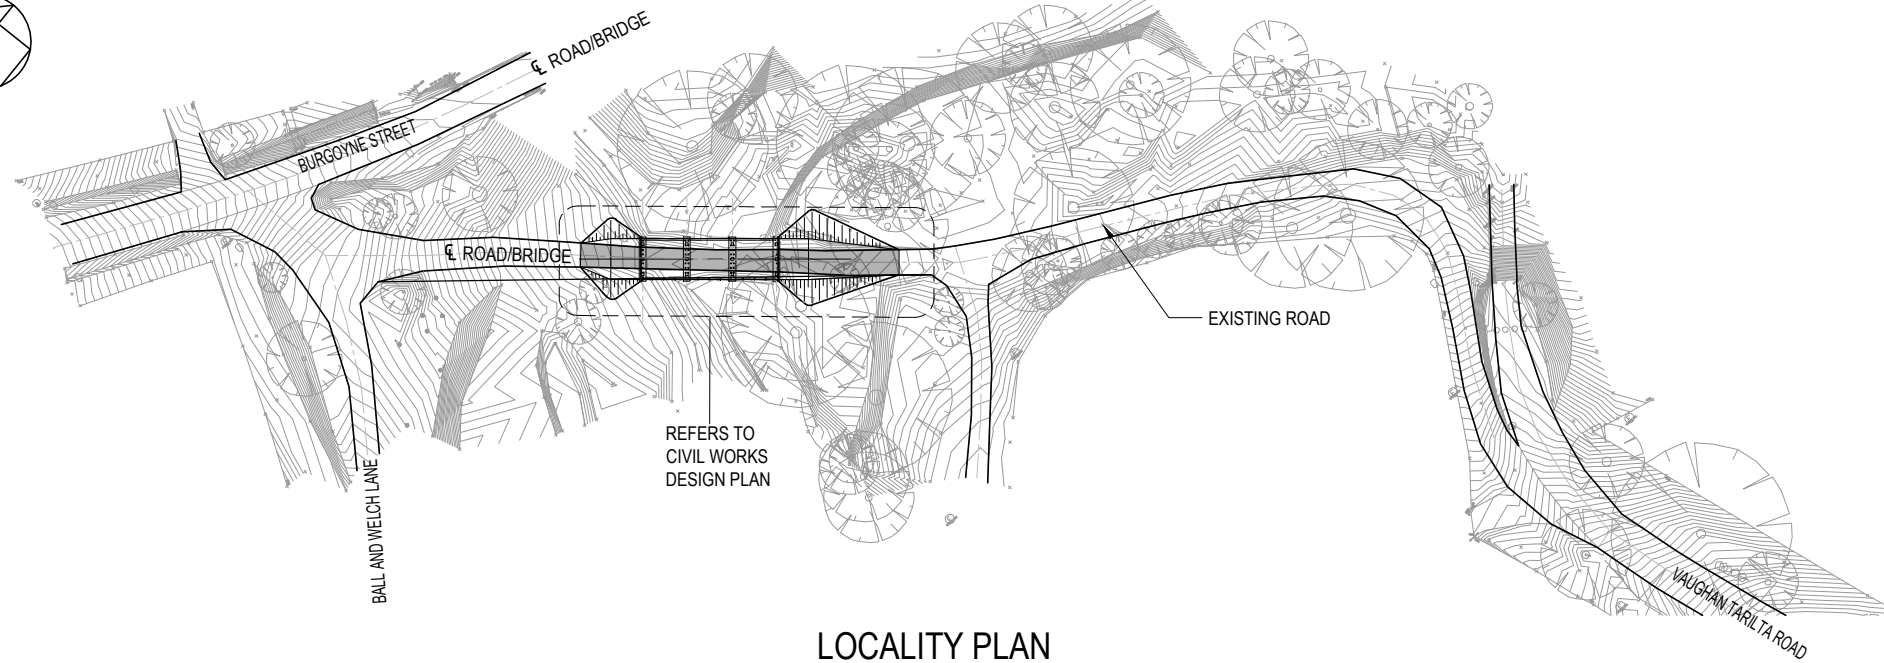 ℄ ROAD/BRIDGE
BURGOYNE STREET
℄ ROAD/BRIDGE
EXISTING ROAD
REFERS TO
CIVIL WORKS
DESIGN PLAN
BALL AND WELCH LANE
VAUGHAN TARILTA ROAD
LOCALITY PLAN